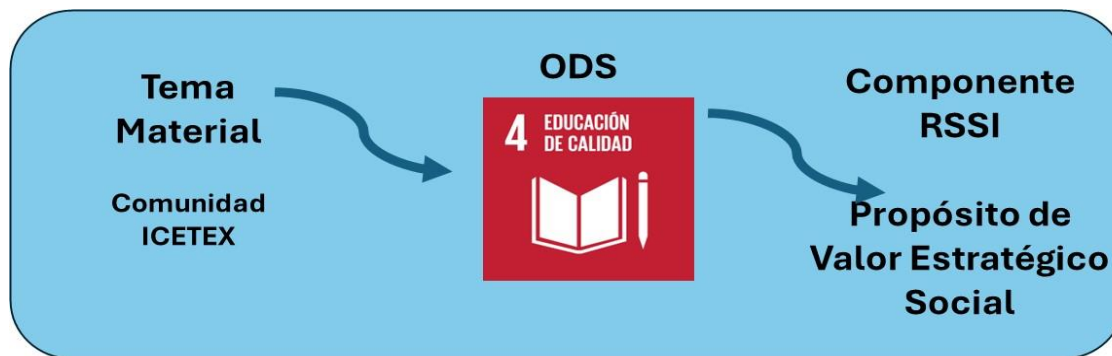 Tema
Material
Comunidad
ICETEX
ODS
4 EDUCACIÓN
DE CALIDAD
Componente
RSSI
Propósito de
Valor Estratégico
Social